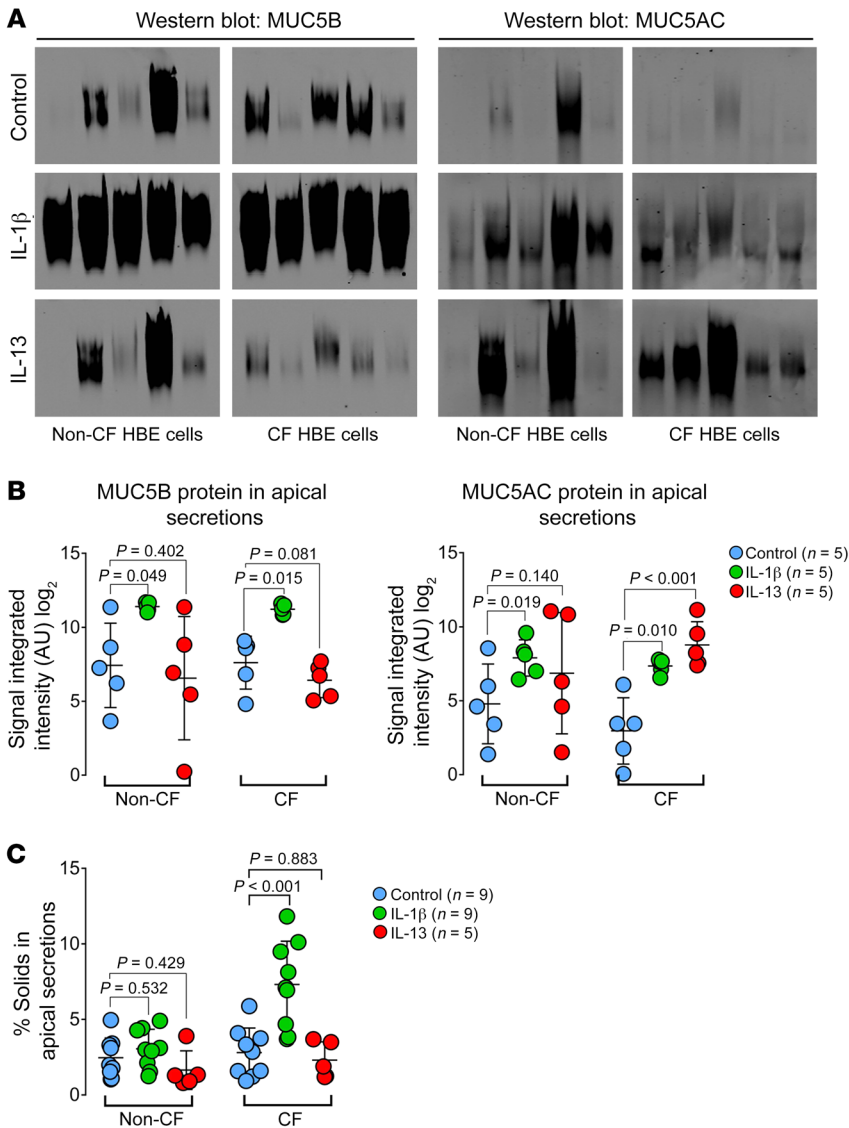 A
Western blot: MUC5B
Western blot: MUC5AC
Control
IL-1β
IL-13
Non-CF HBE cells
CF HBE cells
Non-CF HBE cells
CF HBE cells
B
MUC5B protein in apical
secretions
Signal integrated
intensity (AU) log2
15
10
5
0
P = 0.402
P = 0.049
P = 0.081
P = 0.015
Non-CF
CF
MUC5AC protein in apical
secretions
Signal integrated
intensity (AU) log2
15
10
5
0
P = 0.140
P = 0.019
P < 0.001
P = 0.010
Non-CF
CF
Control (n = 5)
IL-1β (n = 5)
IL-13 (n = 5)
C
% Solids in
apical secretions
15
10
5
0
P = 0.429
P = 0.532
P = 0.883
P < 0.001
Non-CF
CF
Control (n = 9)
IL-1β (n = 9)
IL-13 (n = 5)